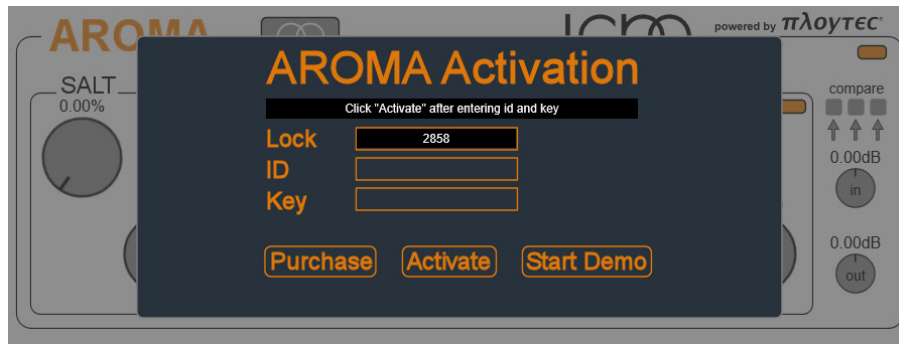 AROMA
powered by πλογτεc
SALT
0.00%
compare
0.00dB
in
0.00dB
out
AROMA Activation
Click "Activate" after entering id and key
Lock 2858
ID
Key
Purchase Activate Start Demo